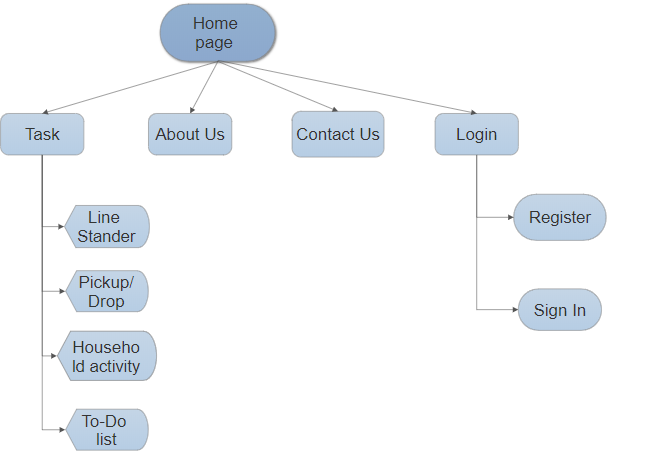 Home
page
Task
About Us
Contact Us
Login
Line
Stander
Pickup/
Drop
Househo
ld activity
To-Do
list
Register
Sign In